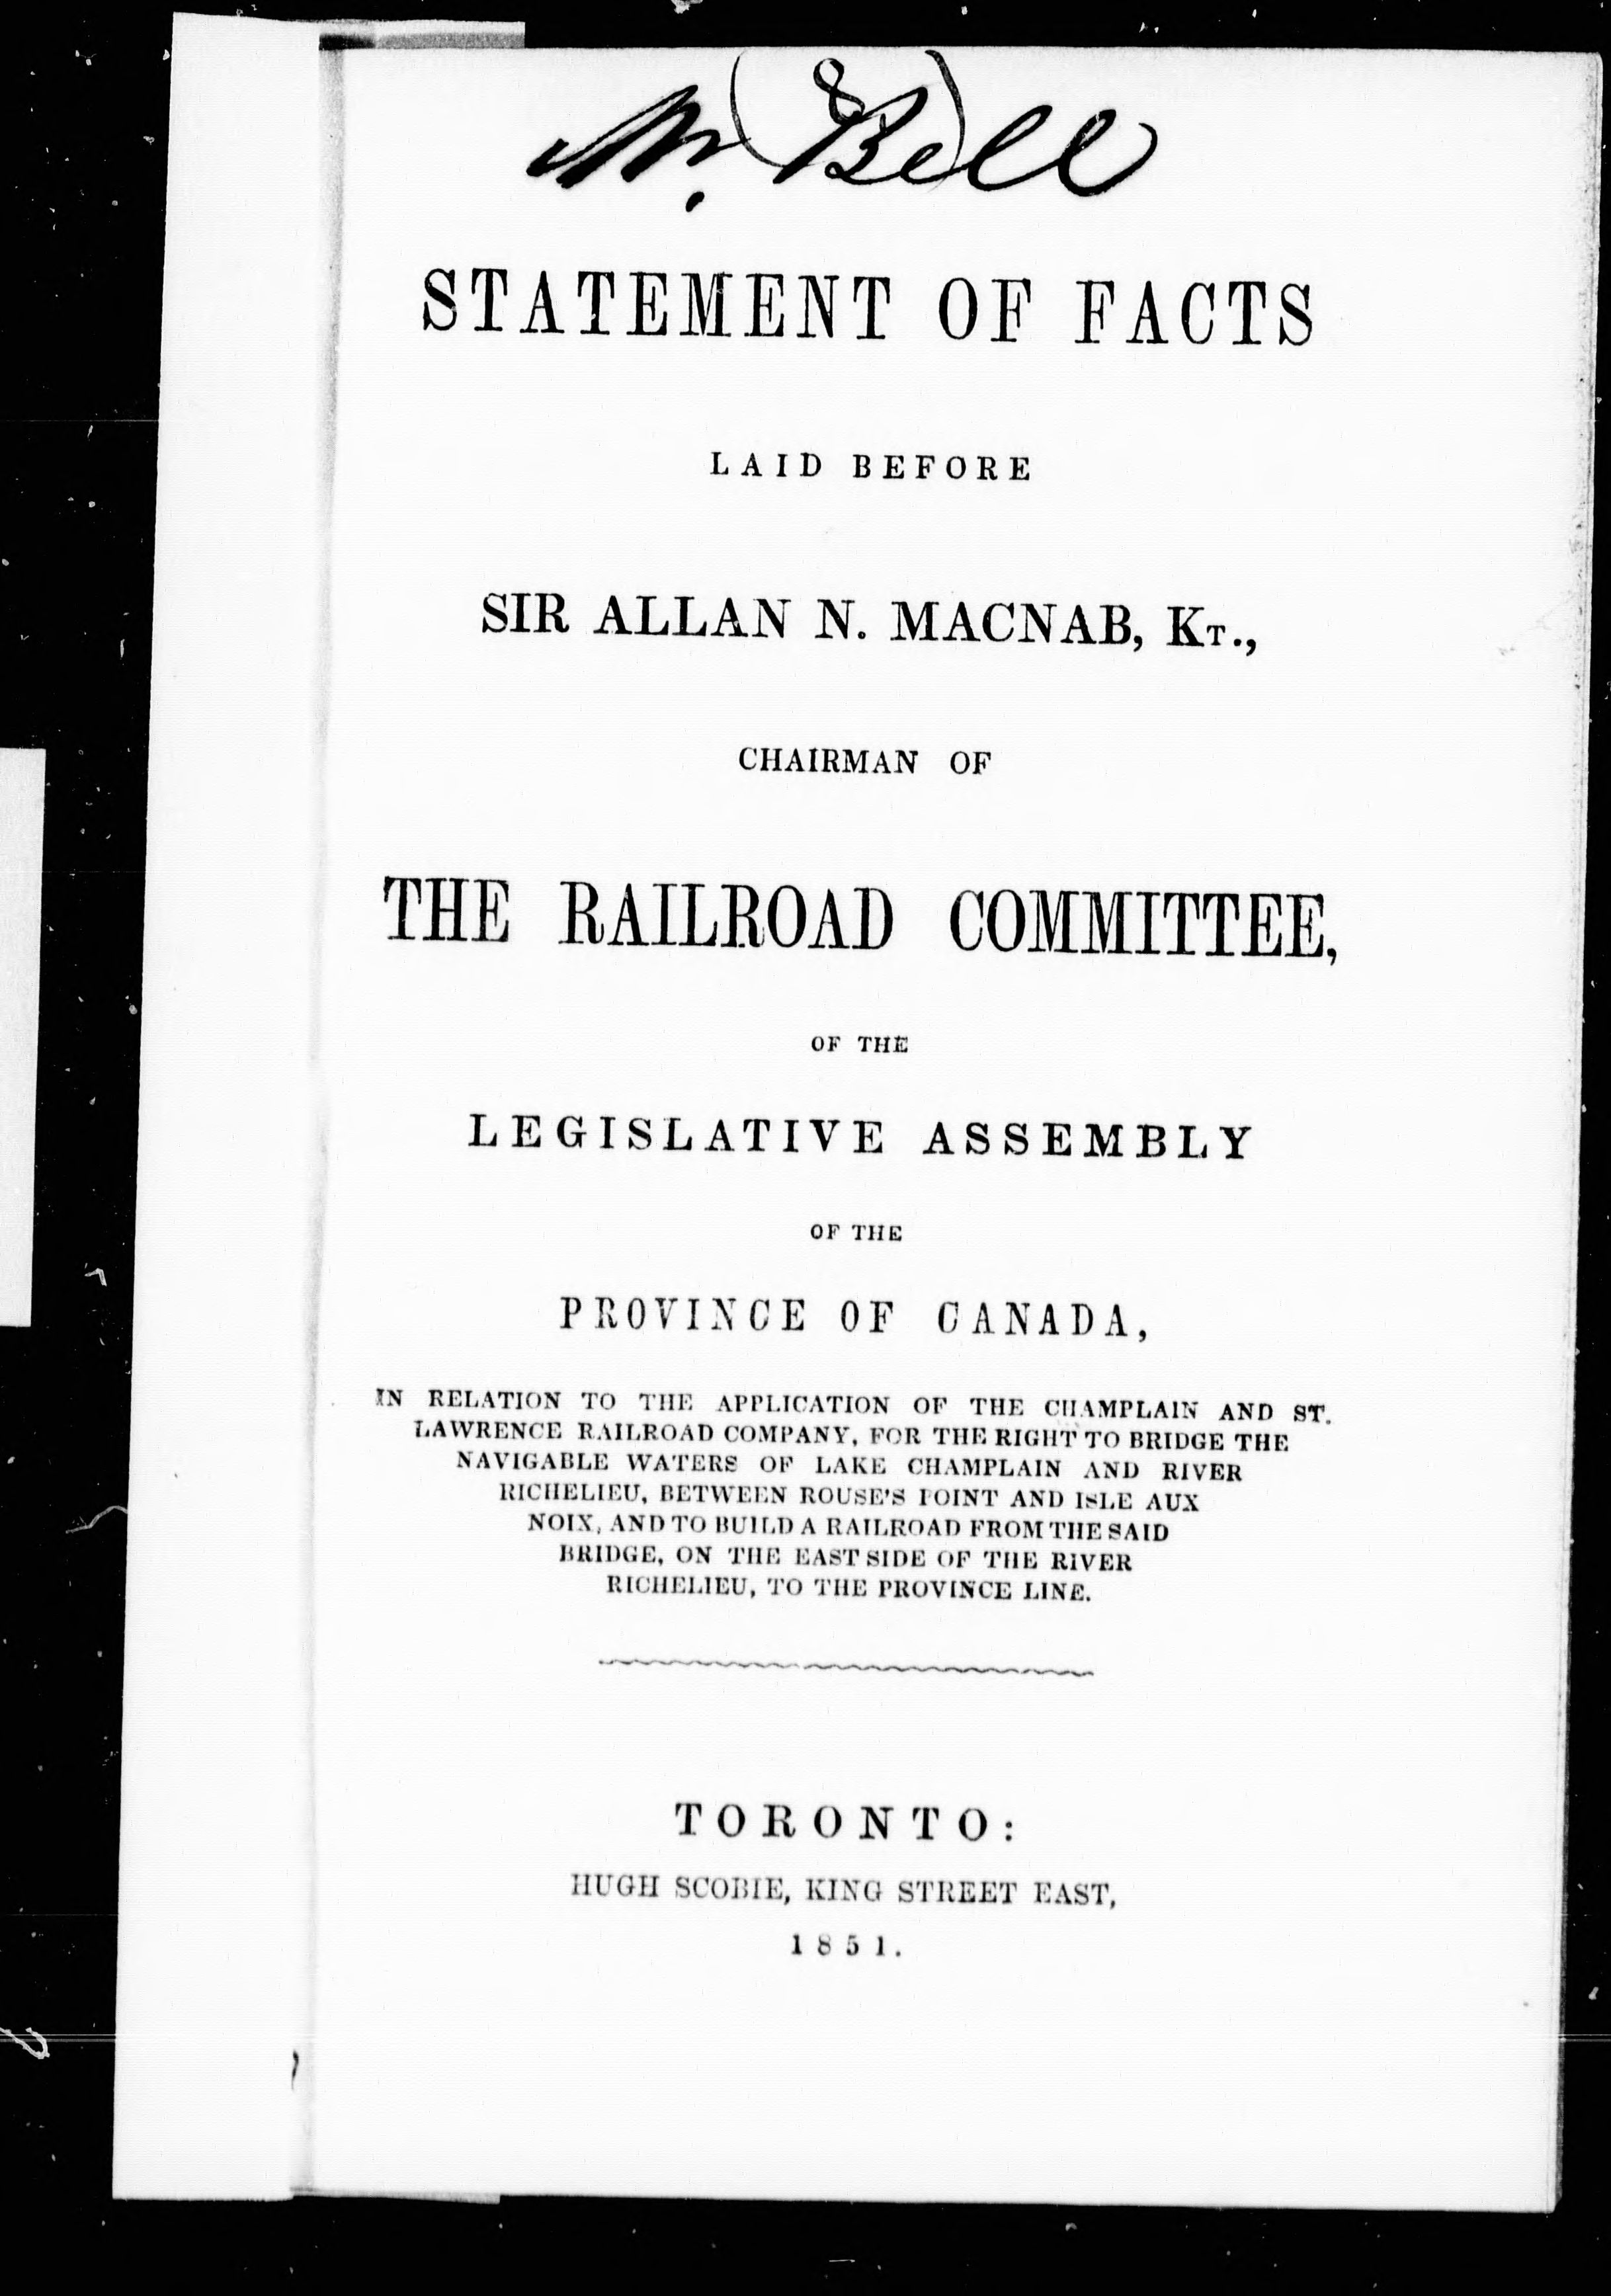 (8)
Mr. Bell
STATEMENT OF FACTS
LAID BEFORE
SIR ALLAN N. MACNAB, KT.,
CHAIRMAN OF
THE RAILROAD COMMITTEE,
OF THE
LEGISLATIVE ASSEMBLY
OF THE
PROVINCE OF CANADA,
IN RELATION TO THE APPLICATION OF THE CHAMPLAIN AND ST.
LAWRENCE RAILROAD COMPANY, FOR THE RIGHT TO BRIDGE THE
NAVIGABLE WATERS OF LAKE CHAMPLAIN AND RIVER
RICHELIEU, BETWEEN ROUSE'S POINT AND ISLE AUX
NOIX, AND TO BUILD A RAILROAD FROM THE SAID
BRIDGE, ON THE EAST SIDE OF THE RIVER
RICHELIEU, TO THE PROVINCE LINE.
TORONTO:
HUGH SCOBIE, KING STREET EAST,
1851.